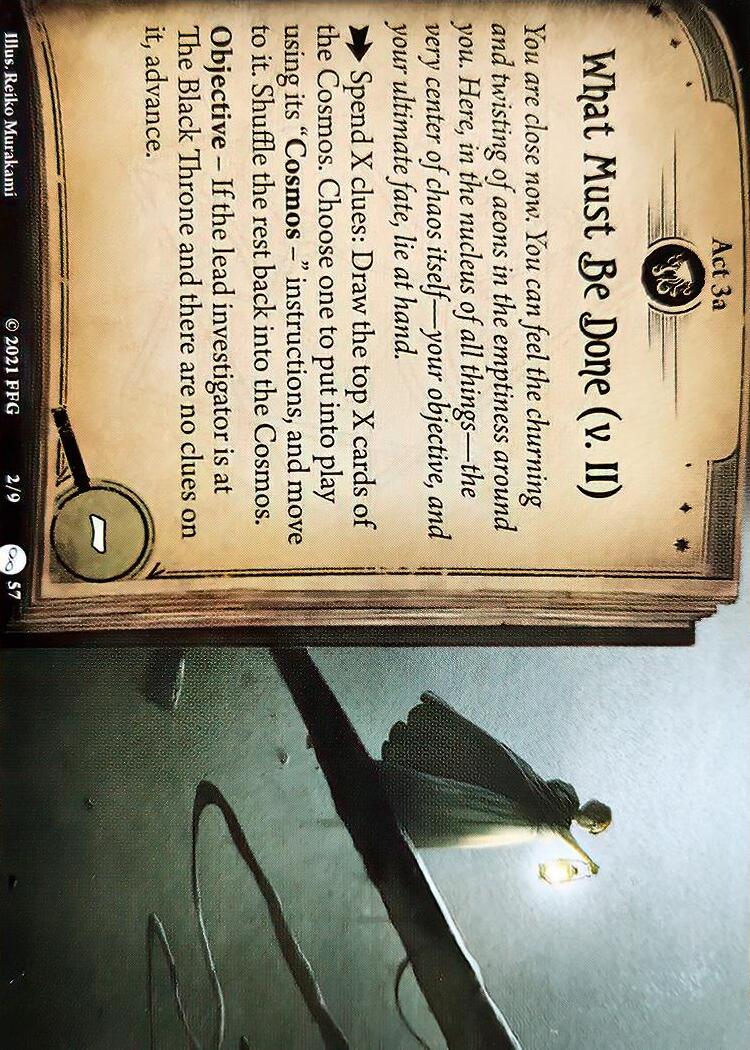 Act 3a
What Must Be Done (v. II)
You are close now. You can feel the churning
and twisting of aeons in the emptiness around
you. Here, in the nucleus of all things—the
very center of chaos itself—your objective, and
your ultimate fate, lie at hand.
Spend X clues: Draw the top X cards of
the Cosmos. Choose one to put into play
using its “Cosmos –” instructions, and move
to it. Shuffle the rest back into the Cosmos.
Objective – If the lead investigator is at
The Black Throne and there are no clues on
it, advance.
–
Illus. Reiko Murakami © 2021 FFG 2/9 57